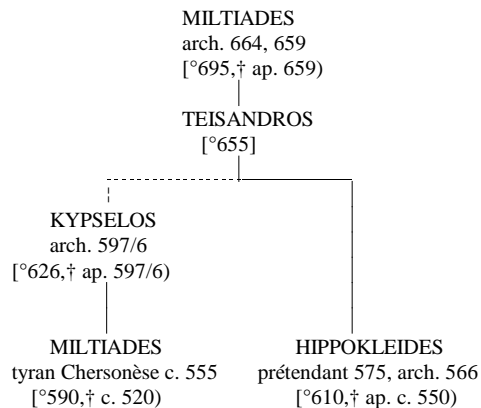 MILTIADES
arch. 664, 659
[°695,† ap. 659)
TEISANDROS
[°655]
KYPSELOS
arch. 597/6
[°626,† ap. 597/6)
MILTIADES
tyran Chersonèse c. 555
[°590,† c. 520)
HIPPOKLEIDES
prétendant 575, arch. 566
[°610,† ap. c. 550)